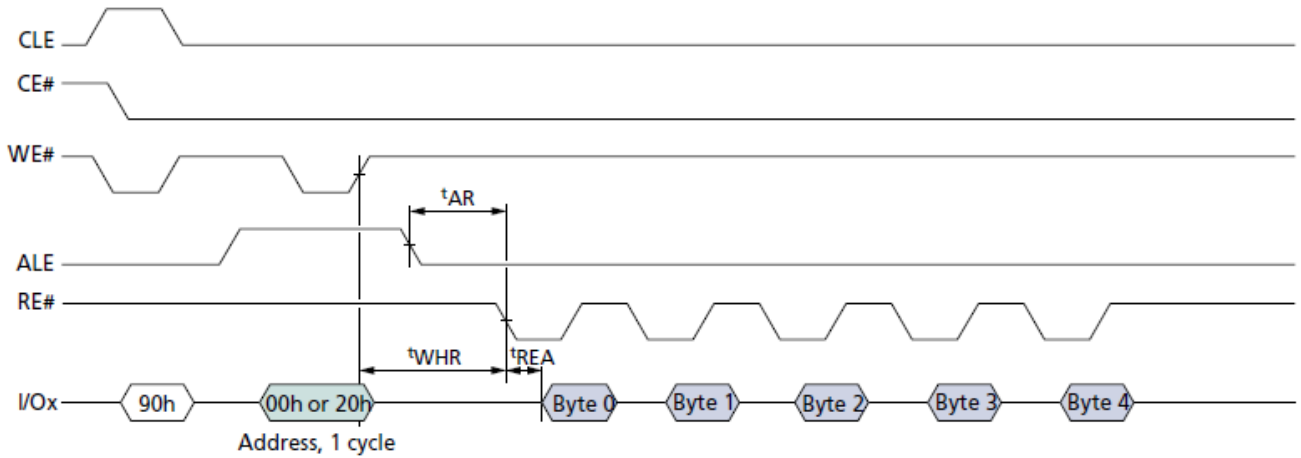 CLE
CE#
WE#
tAR
ALE
RE#
tWHR tREA
I/Ox 90h 00h or 20h Byte 0 Byte 1 Byte 2 Byte 3 Byte 4
Address, 1 cycle